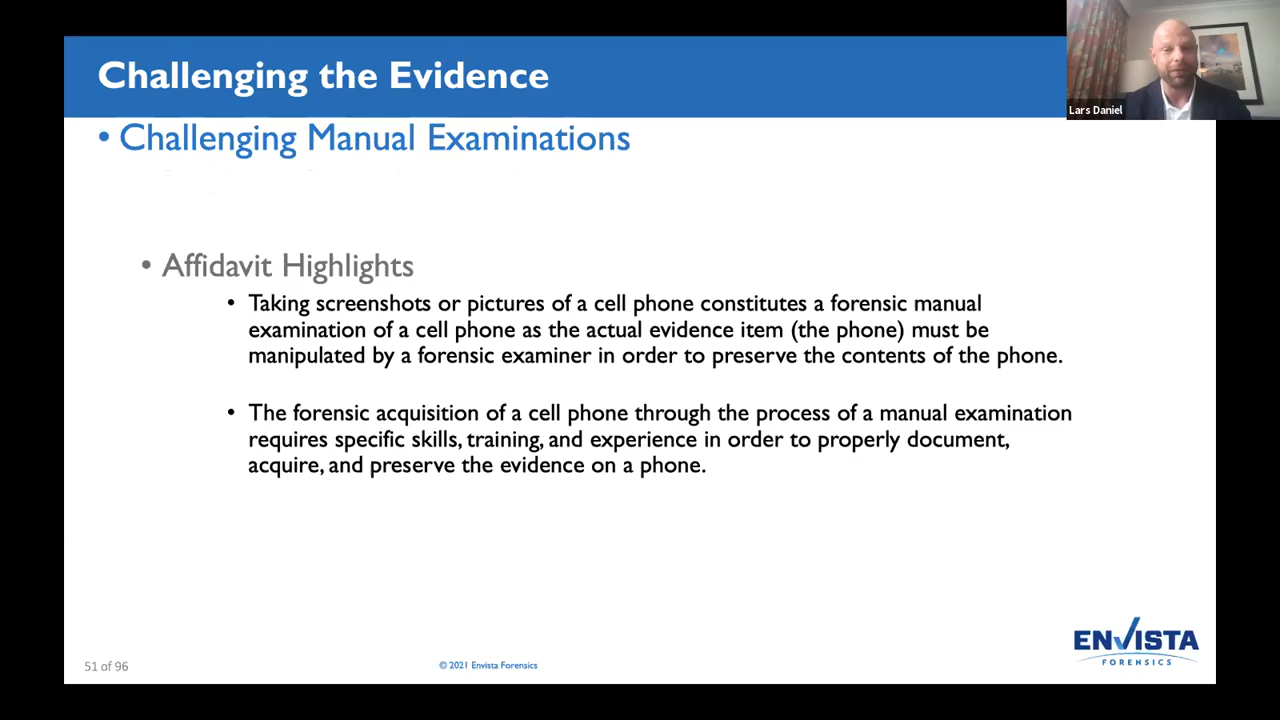 Challenging the Evidence
Lars Daniel
• Challenging Manual Examinations
• Affidavit Highlights
• Taking screenshots or pictures of a cell phone constitutes a forensic manual
examination of a cell phone as the actual evidence item (the phone) must be
manipulated by a forensic examiner in order to preserve the contents of the phone.
• The forensic acquisition of a cell phone through the process of a manual examination
requires specific skills, training, and experience in order to properly document,
acquire, and preserve the evidence on a phone.
ENVISTA
FORENSICS
51 of 96
© 2021 Envista Forensics